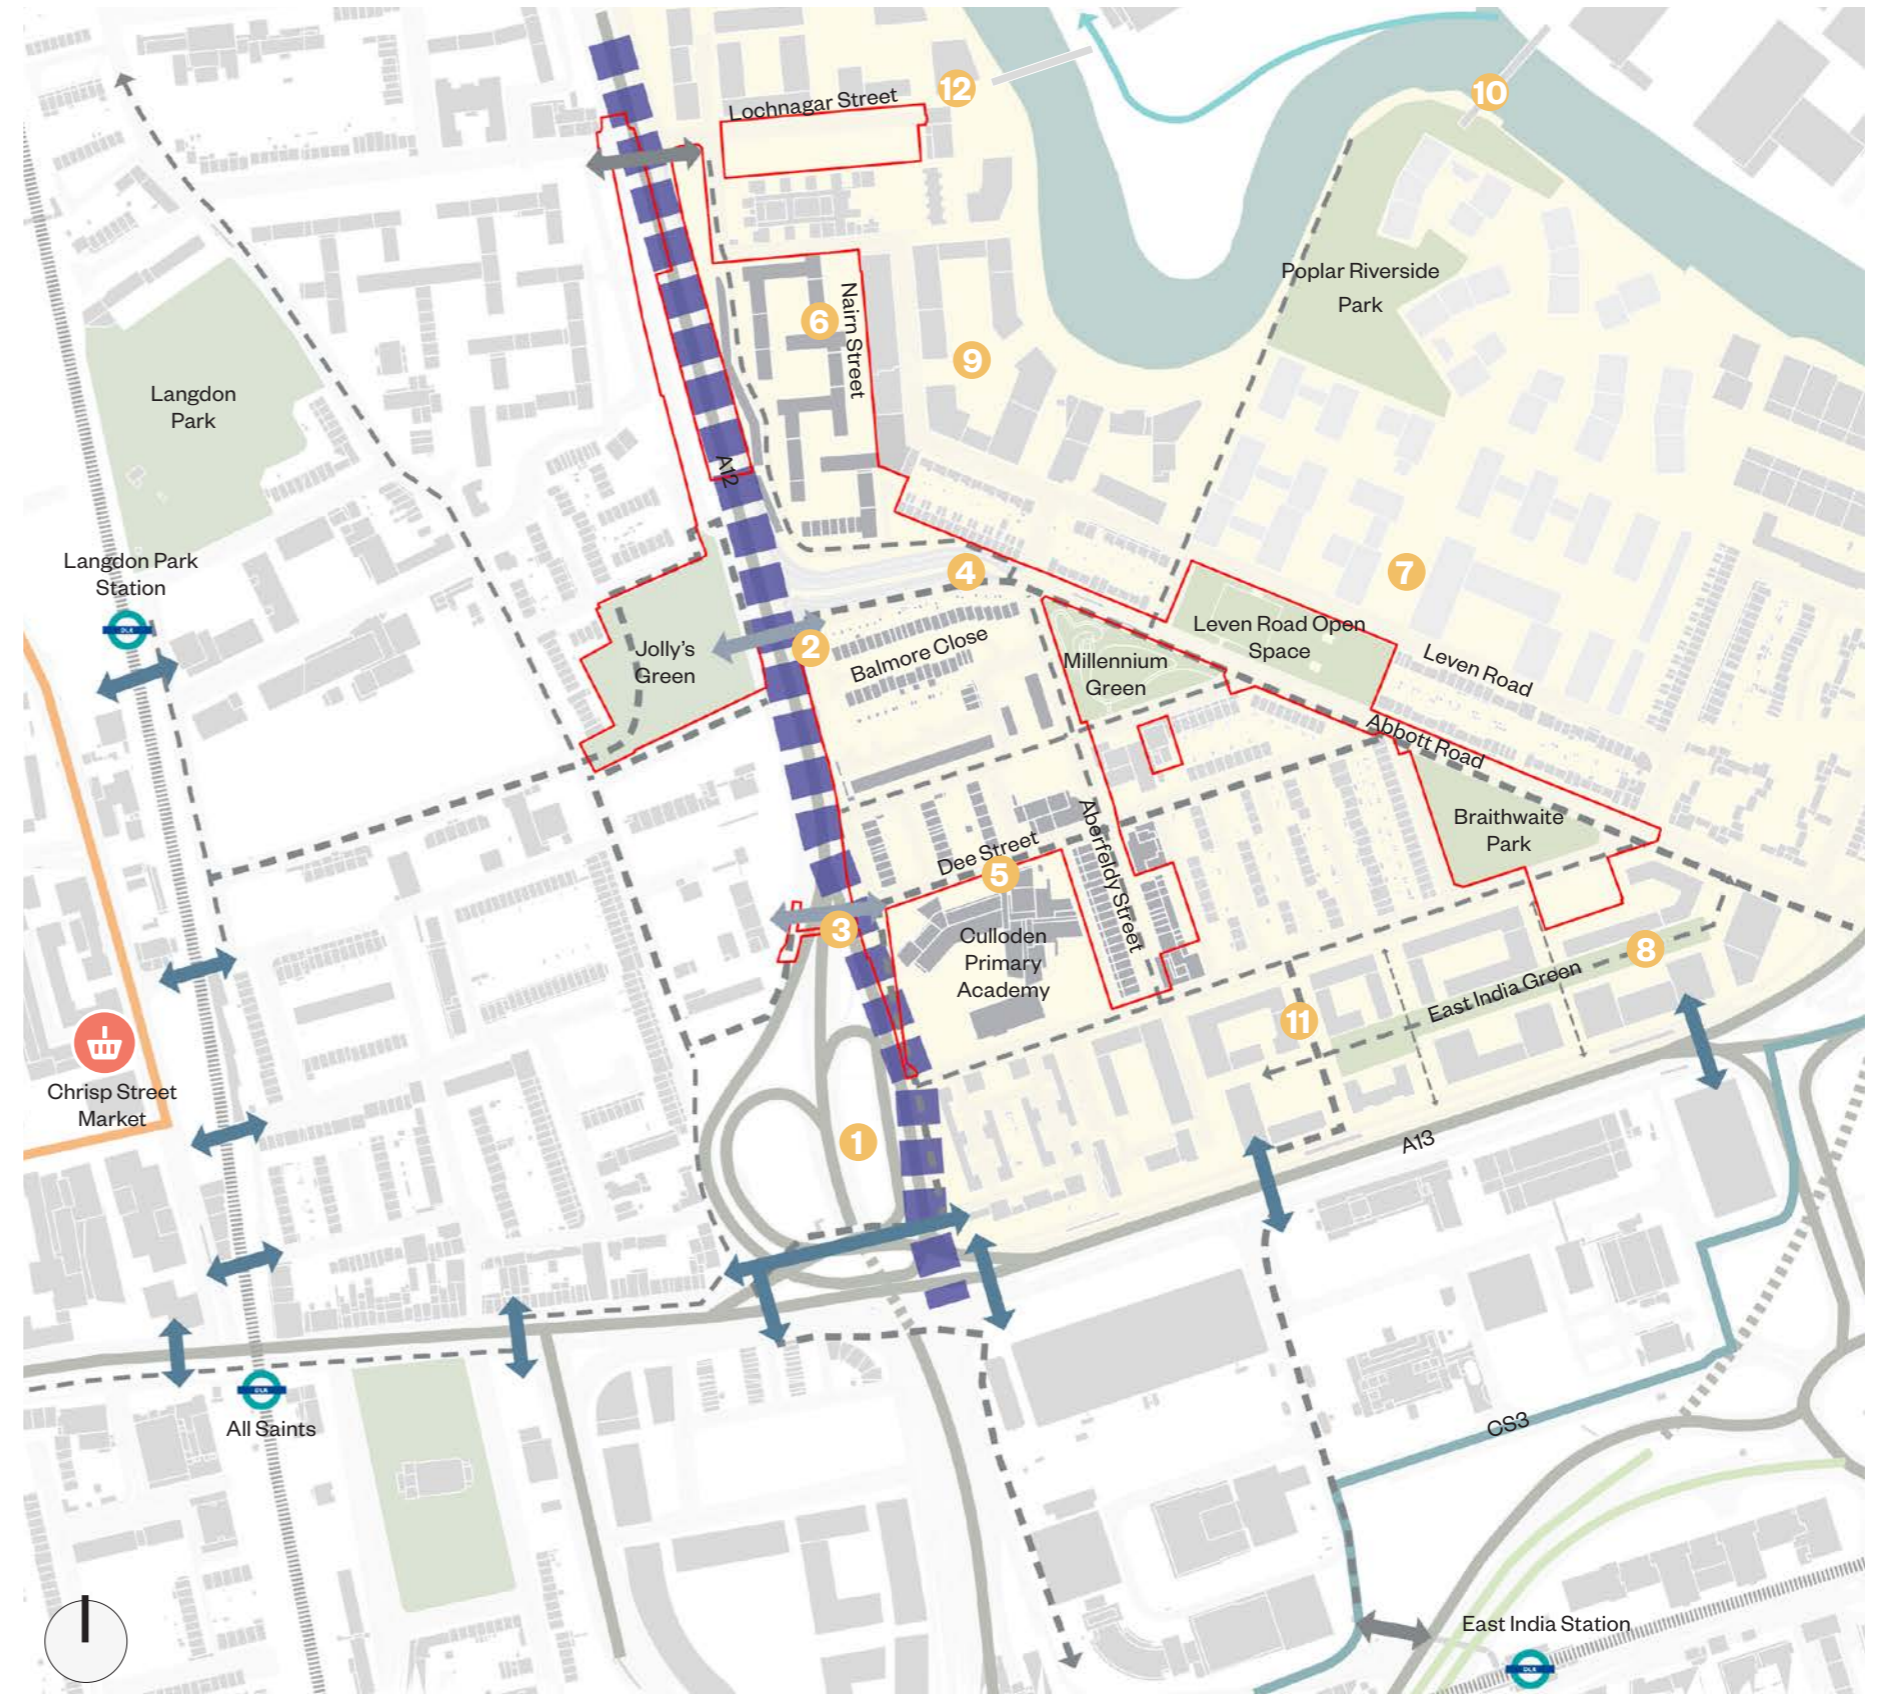 12
10
Lochnagar Street
Poplar Riverside
Park
6
Nairn Street
9
Langdon
Park
A12
Langdon Park
Station
DLR
4
7
Leven Road Open
Space
2
Balmore Close
Jolly's
Green
Millennium
Green
Leven Road
Abbott Road
Braithwaite
Park
Aberfeldy Street
Dee Street
5
3
Culloden
Primary
Academy
8
East India Green
11
Chrisp Street
Market
1
A13
DLR
All Saints
CS3
East India Station
DLR